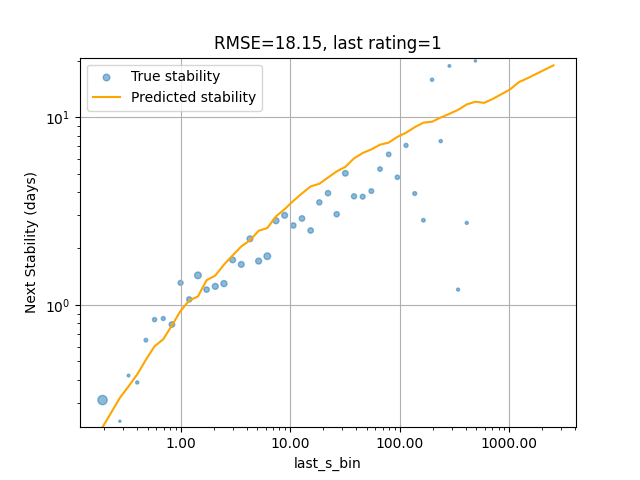 RMSE=18.15, last rating=1
True stability
Predicted stability
Next Stability (days)
10¹
10⁰
1.00 10.00 100.00 1000.00
last_s_bin